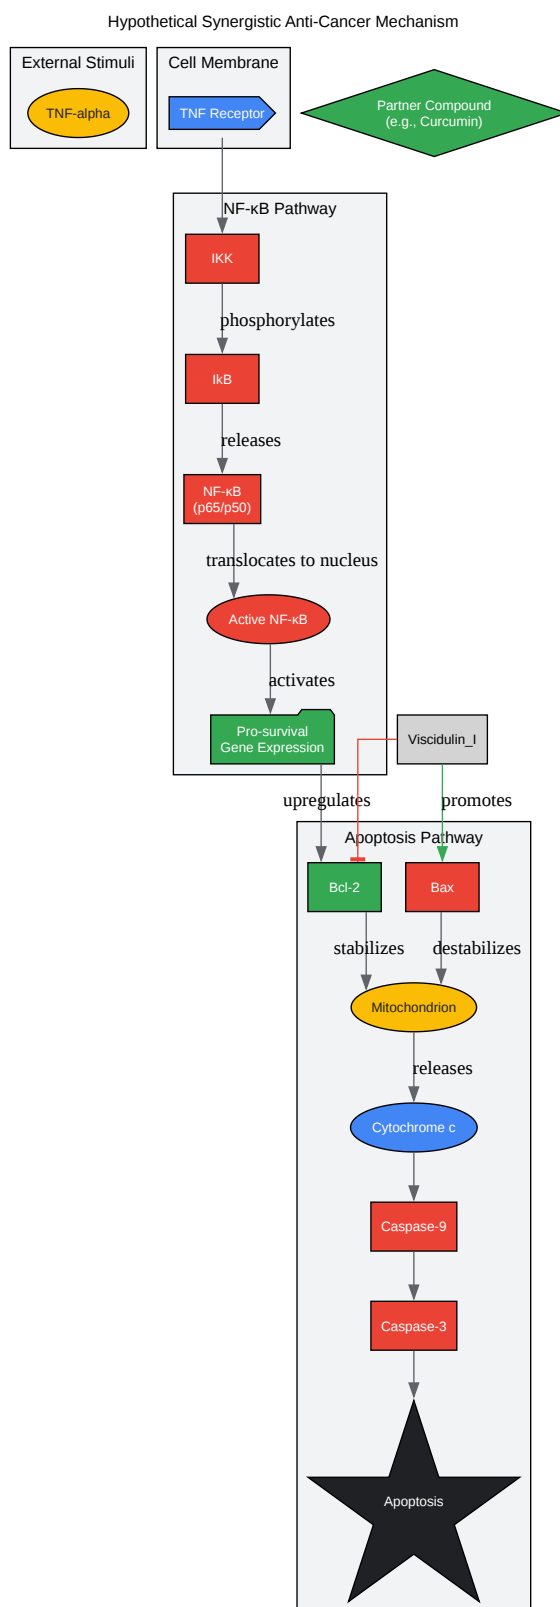 Hypothetical Synergistic Anti-Cancer Mechanism
External Stimuli
Cell Membrane
TNF-alpha
TNF Receptor
Partner Compound
(e.g., Curcumin)
NF-κB Pathway
IKK
phosphorylates
IkB
releases
NF-κB
(p65/p50)
translocates to nucleus
Active NF-κB
activates
Pro-survival
Gene Expression
Viscidulin_I
upregulates
promotes
Apoptosis Pathway
Bcl-2
Bax
stabilizes
destabilizes
Mitochondrion
releases
Cytochrome c
Caspase-9
Caspase-3
Apoptosis